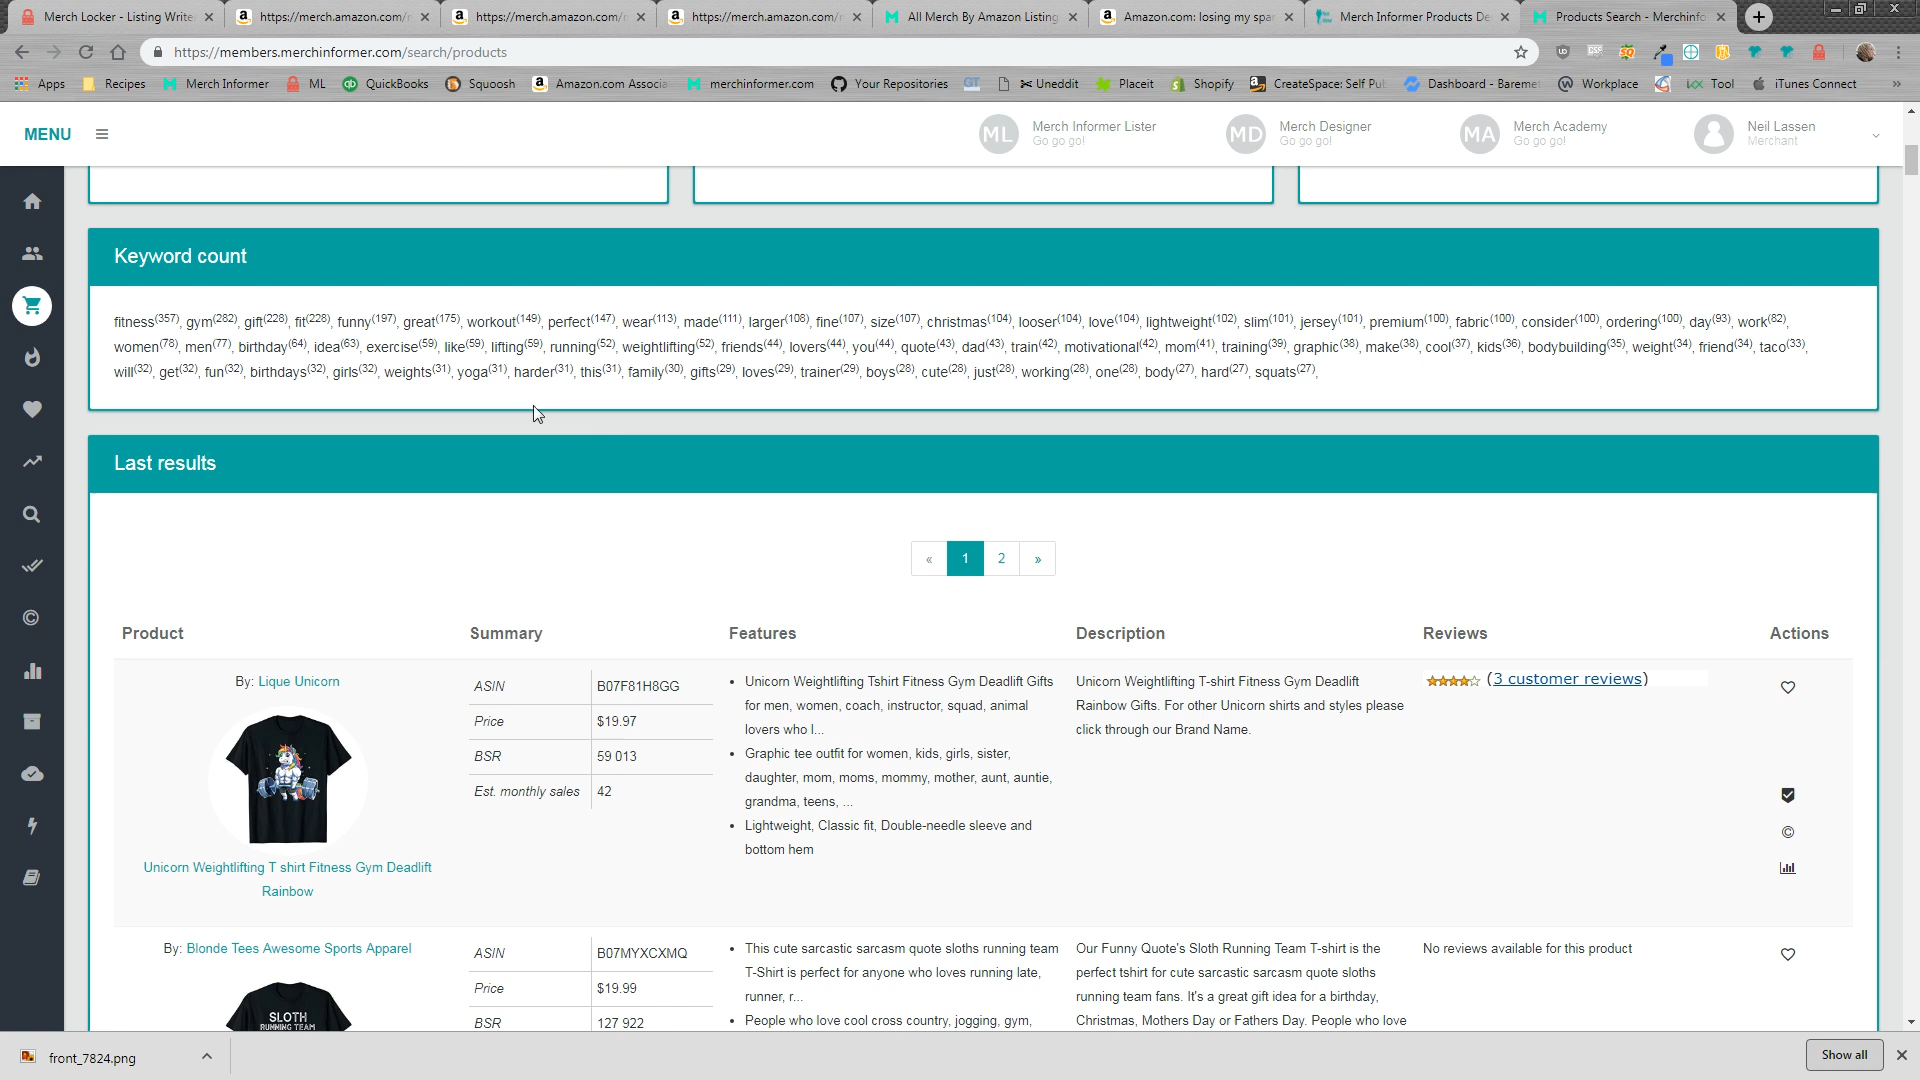 Merch Locker - Listing Write
https://merch.amazon.com/r
https://merch.amazon.com/r
https://merch.amazon.com/r
All Merch By Amazon Listing
Amazon.com: losing my spa
Merch Informer Products De
Products Search - Merchinfo
https://members.merchinformer.com/search/products
Apps
Recipes
Merch Informer
ML
QuickBooks
Squoosh
Amazon.com Associa
merchinformer.com
Your Repositories
GT
Uneddit
Placeit
Shopify
CreateSpace: Self Pub
Dashboard - Bareme
Workplace
Tool
iTunes Connect
MENU
ML Merch Informer Lister
Go go go!
MD Merch Designer
Go go go!
MA Merch Academy
Go go go!
Neil Lassen
Merchant
Keyword count
fitness(357), gym(282), gift(228), fit(228), funny(197), great(175), workout(149), perfect(147), wear(113), made(111), larger(108), fine(107), size(107), christmas(104), looser(104), love(104), lightweight(102), slim(101), jersey(101), premium(100), fabric(100), consider(100), ordering(100), day(93), work(82),
women(78), men(77), birthday(64), idea(63), exercise(59), like(59), lifting(59), running(52), weightlifting(52), friends(44), lovers(44), you(44), quote(43), dad(43), train(42), motivational(42), mom(41), training(39), graphic(38), make(38), cool(37), kids(36), bodybuilding(35), weight(34), friend(34), taco(33),
will(32), get(32), fun(32), birthdays(32), girls(32), weights(31), yoga(31), harder(31), this(31), family(30), gifts(29), loves(29), trainer(29), boys(28), cute(28), just(28), working(28), one(28), body(27), hard(27), squats(27),
Last results
« 1 2 »
Product
Summary
Features
Description
Reviews
Actions
By: Lique Unicorn
Unicorn Weightlifting T shirt Fitness Gym Deadlift
Rainbow
ASIN B07F81H8GG
Price $19.97
BSR 59 013
Est. monthly sales 42
• Unicorn Weightlifting Tshirt Fitness Gym Deadlift Gifts
for men, women, coach, instructor, squad, animal
lovers who l...
• Graphic tee outfit for women, kids, girls, sister,
daughter, mom, moms, mommy, mother, aunt, auntie,
grandma, teens, ...
• Lightweight, Classic fit, Double-needle sleeve and
bottom hem
Unicorn Weightlifting T-shirt Fitness Gym Deadlift
Rainbow Gifts. For other Unicorn shirts and styles please
click through our Brand Name.
(3 customer reviews)
By: Blonde Tees Awesome Sports Apparel
SLOTH
RUNNING TEAM
ASIN B07MYXCXMQ
Price $19.99
BSR 127 922
• This cute sarcastic sarcasm quote sloths running team
T-Shirt is perfect for anyone who loves running late,
runner, r...
• People who love cool cross country, jogging, gym,
Our Funny Quote's Sloth Running Team T-shirt is the
perfect tshirt for cute sarcastic sarcasm quote sloths
running team fans. It's a great gift idea for a birthday,
Christmas, Mothers Day or Fathers Day. People who love
No reviews available for this product
front_7824.png
Show all